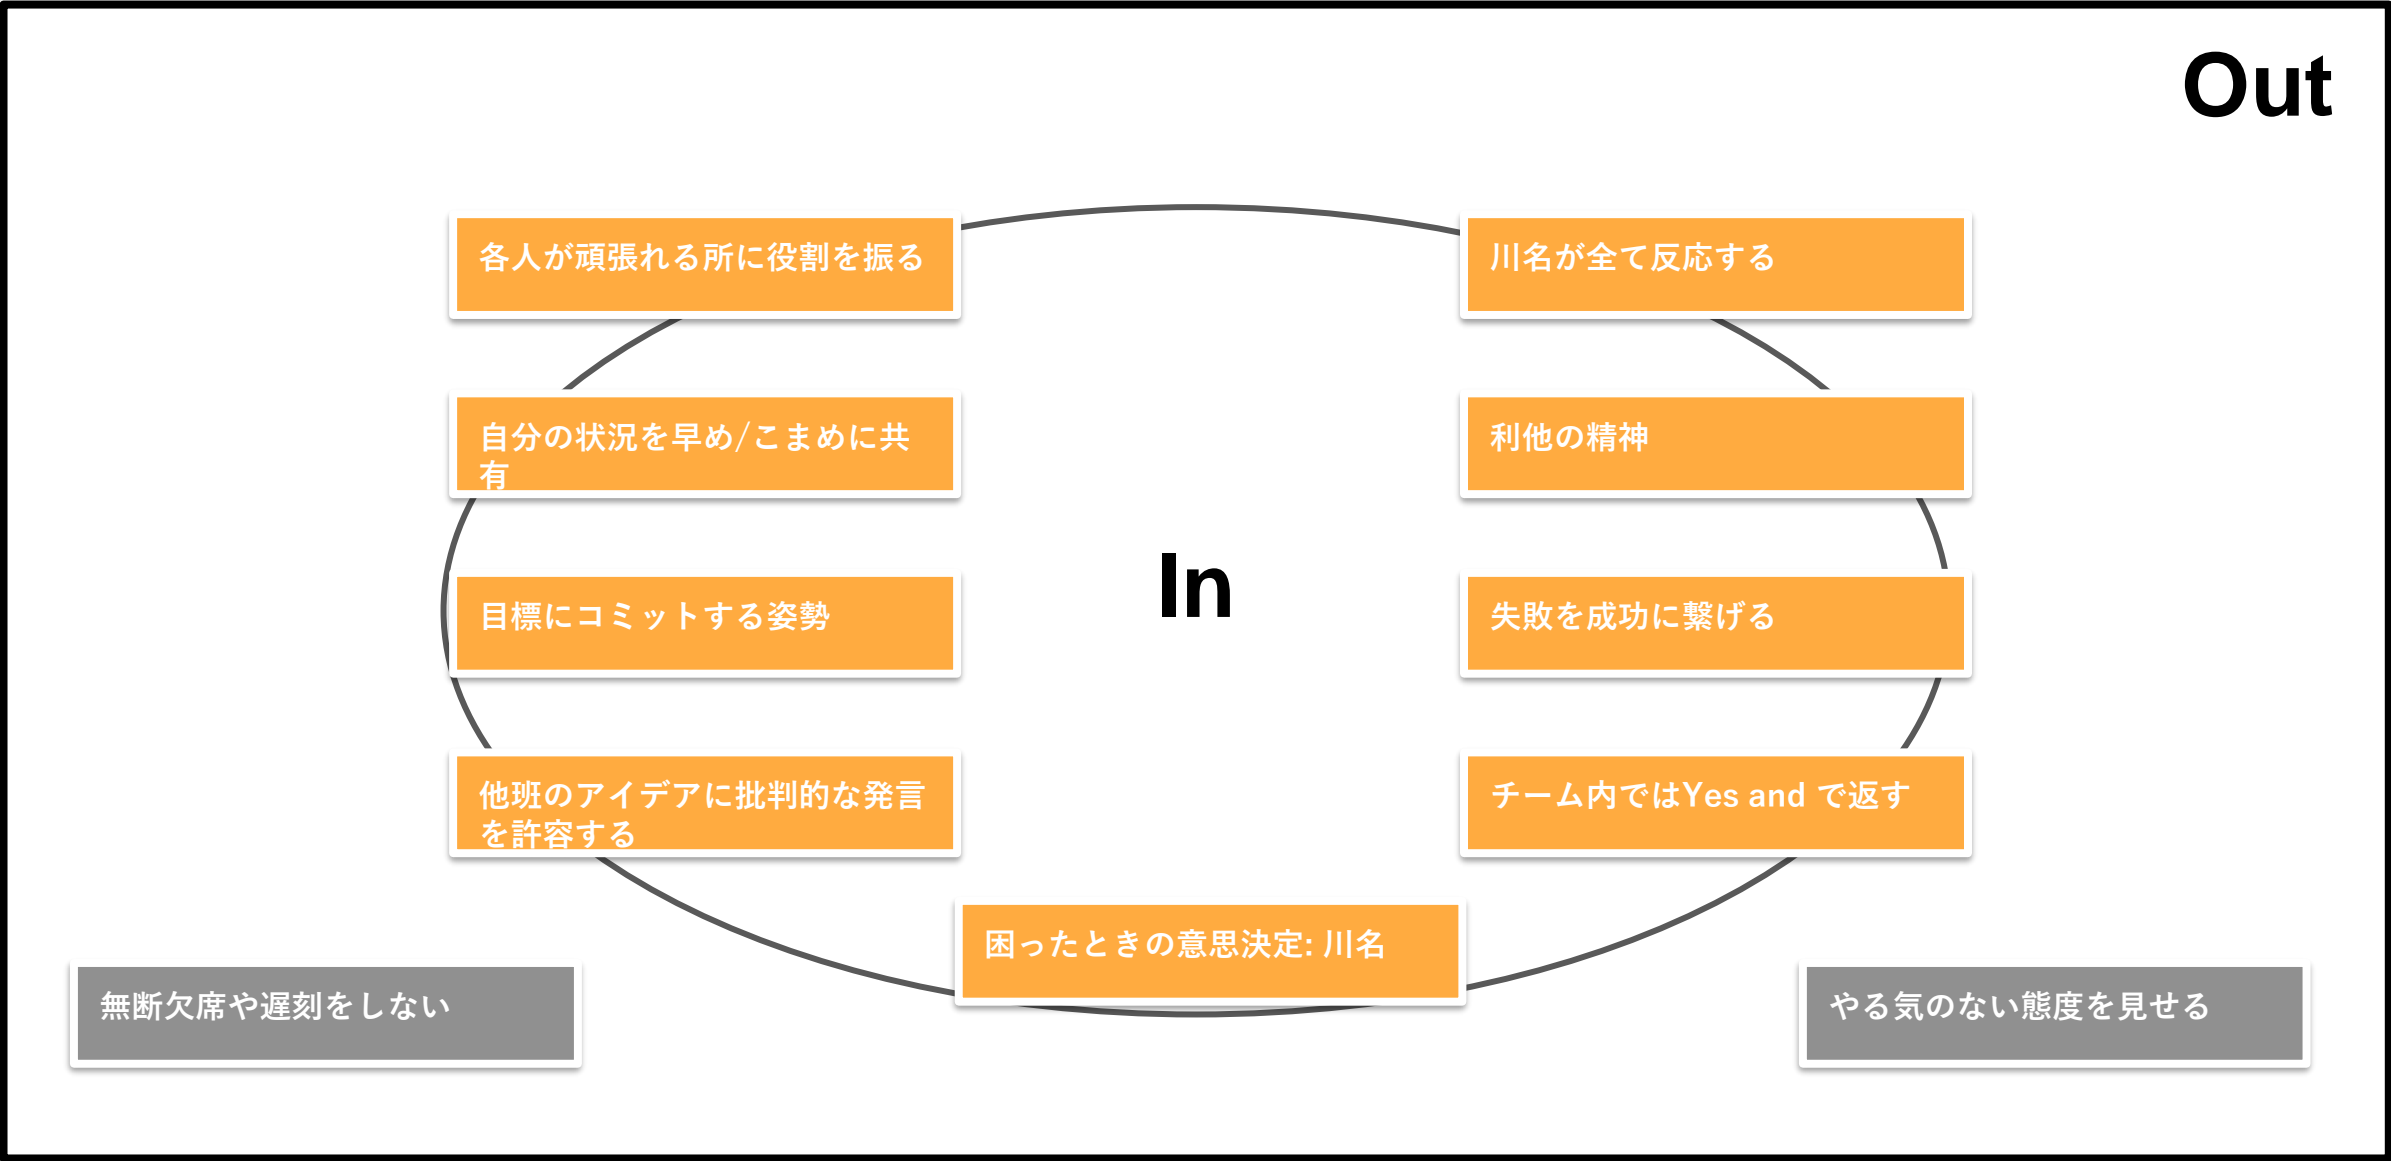 Out
各人が頑張れる所に役割を振る
川名が全て反応する
自分の状況を早め/こまめに共
有
利他の精神
In
目標にコミットする姿勢
失敗を成功に繋げる
他班のアイデアに批判的な発言
を許容する
チーム内ではYes and で返す
困ったときの意思決定: 川名
無断欠席や遅刻をしない
やる気のない態度を見せる